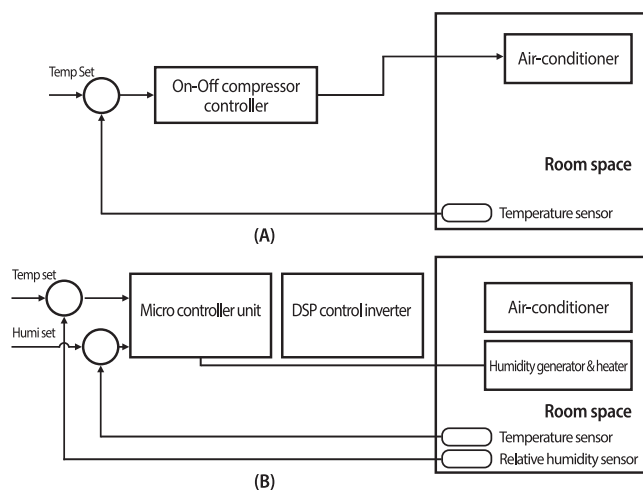 Temp Set
On-Off compressor
controller
Air-conditioner
Room space
Temperature sensor
(A)
Temp set
Humi set
Micro controller unit
DSP control inverter
Air-conditioner
Humidity generator & heater
Room space
Temperature sensor
Relative humidity sensor
(B)